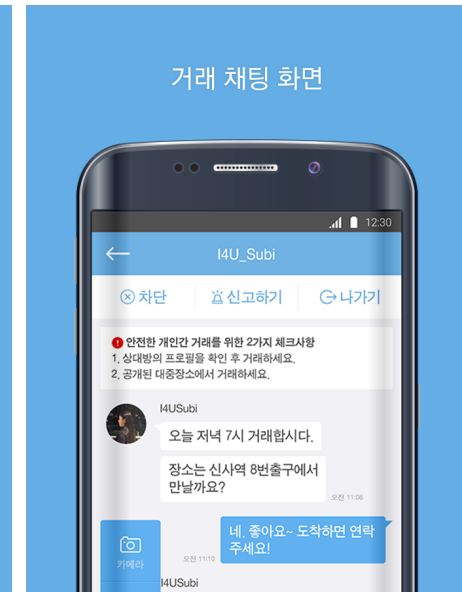 거래 채팅 화면
12:30
I4U_Subi
차단 신고하기 나가기
안전한 개인간 거래를 위한 2가지 체크사항
1. 상대방의 프로필을 확인 후 거래하세요.
2. 공개된 대중장소에서 거래하세요.
I4USubi
오늘 저녁 7시 거래합시다.
장소는 신사역 8번출구에서
만날까요?
오전 11:06
네. 좋아요~ 도착하면 연락
주세요!
오전 11:10
카메라
I4USubi